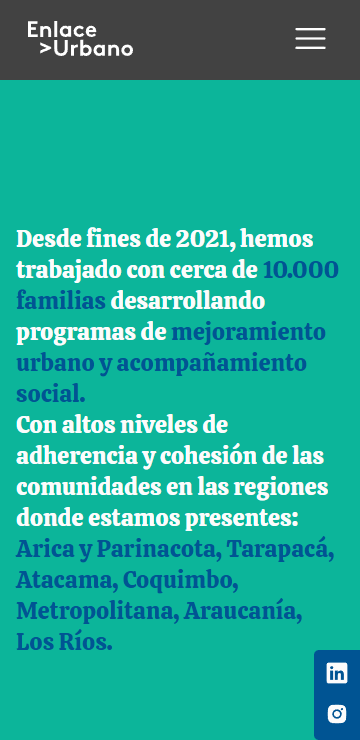 Enlace
>Urbano
Desde fines de 2021, hemos
trabajado con cerca de 10.000
familias desarrollando
programas de mejoramiento
urbano y acompañamiento
social.
Con altos niveles de
adherencia y cohesión de las
comunidades en las regiones
donde estamos presentes:
Arica y Parinacota, Tarapacá,
Atacama, Coquimbo,
Metropolitana, Araucanía,
Los Ríos.
in